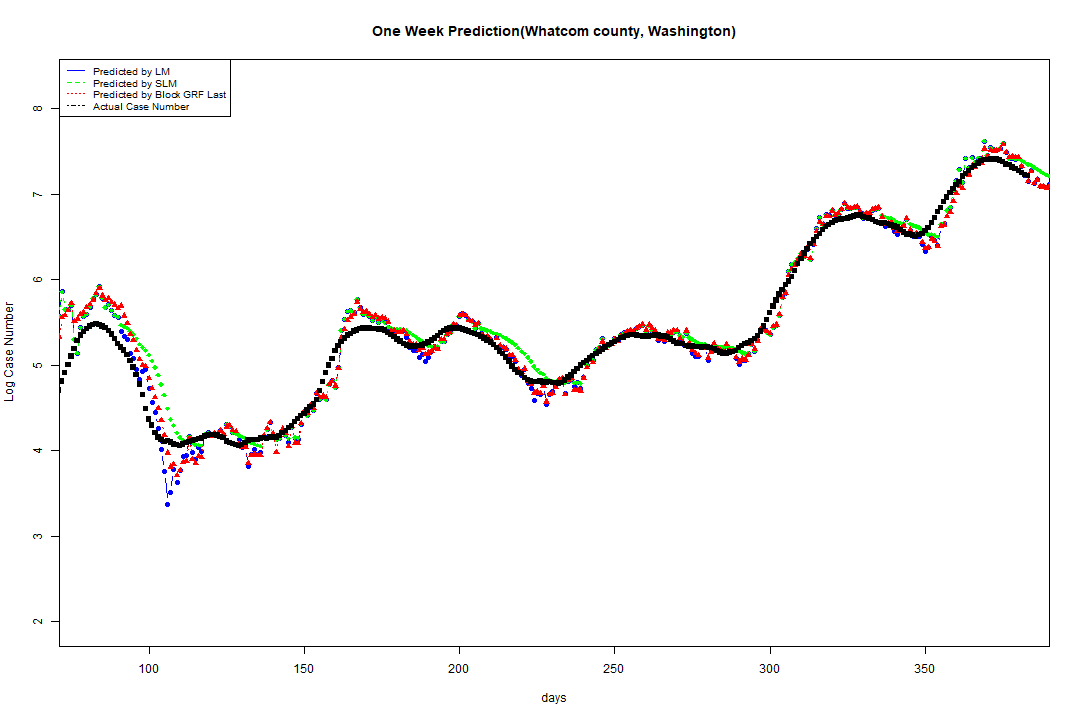 One Week Prediction(Whatcom county, Washington)
Predicted by LM
Predicted by SLM
Predicted by Block GRF Last
Actual Case Number
Log Case Number
8
7
6
5
4
3
2
100 150 200 250 300 350
days